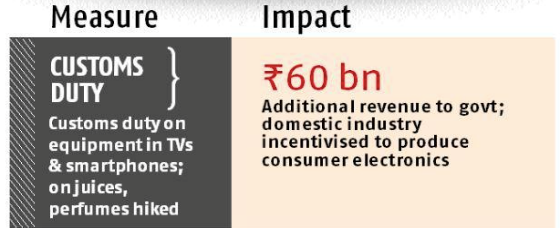 Measure
Impact
CUSTOMS
DUTY
Customs duty on
equipment in TVs
& smartphones;
on juices,
perfumes hiked
₹60 bn
Additional revenue to govt;
domestic industry
incentivised to produce
consumer electronics